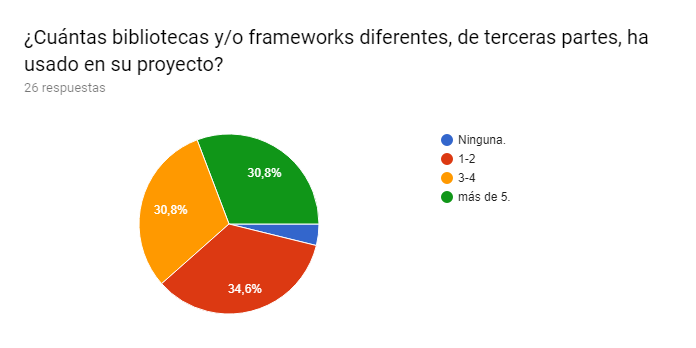 ¿Cuántas bibliotecas y/o frameworks diferentes, de terceras partes, ha
usado en su proyecto?
26 respuestas
Ninguna.
1-2
3-4
más de 5.
30,8%
30,8%
34,6%